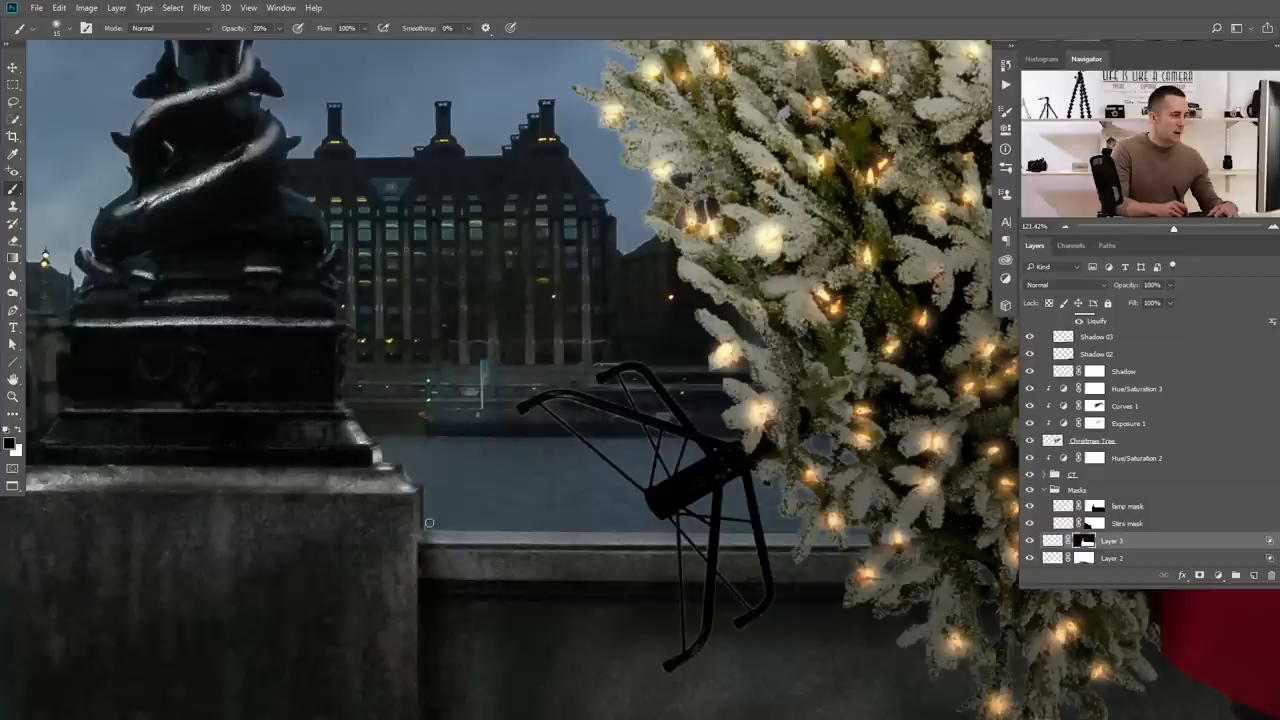 Ps File Edit Image Layer Type Select Filter 3D View Window Help
15 Mode: Normal Opacity: 20% Flow: 100% Smoothing: 0%
Histogram Navigator
LIFE IS LIKE A CAMERA
121.42%
Layers Channels Paths
Kind
Normal Opacity: 100%
Lock: Fill: 100%
Liquify
Shadow 03
Shadow 02
Shadow
Hue/Saturation 3
Curves 1
Exposure 1
Christmas Tree
Hue/Saturation 2
CT
Masks
lamp mask
Layer 3
Layer 2
fx